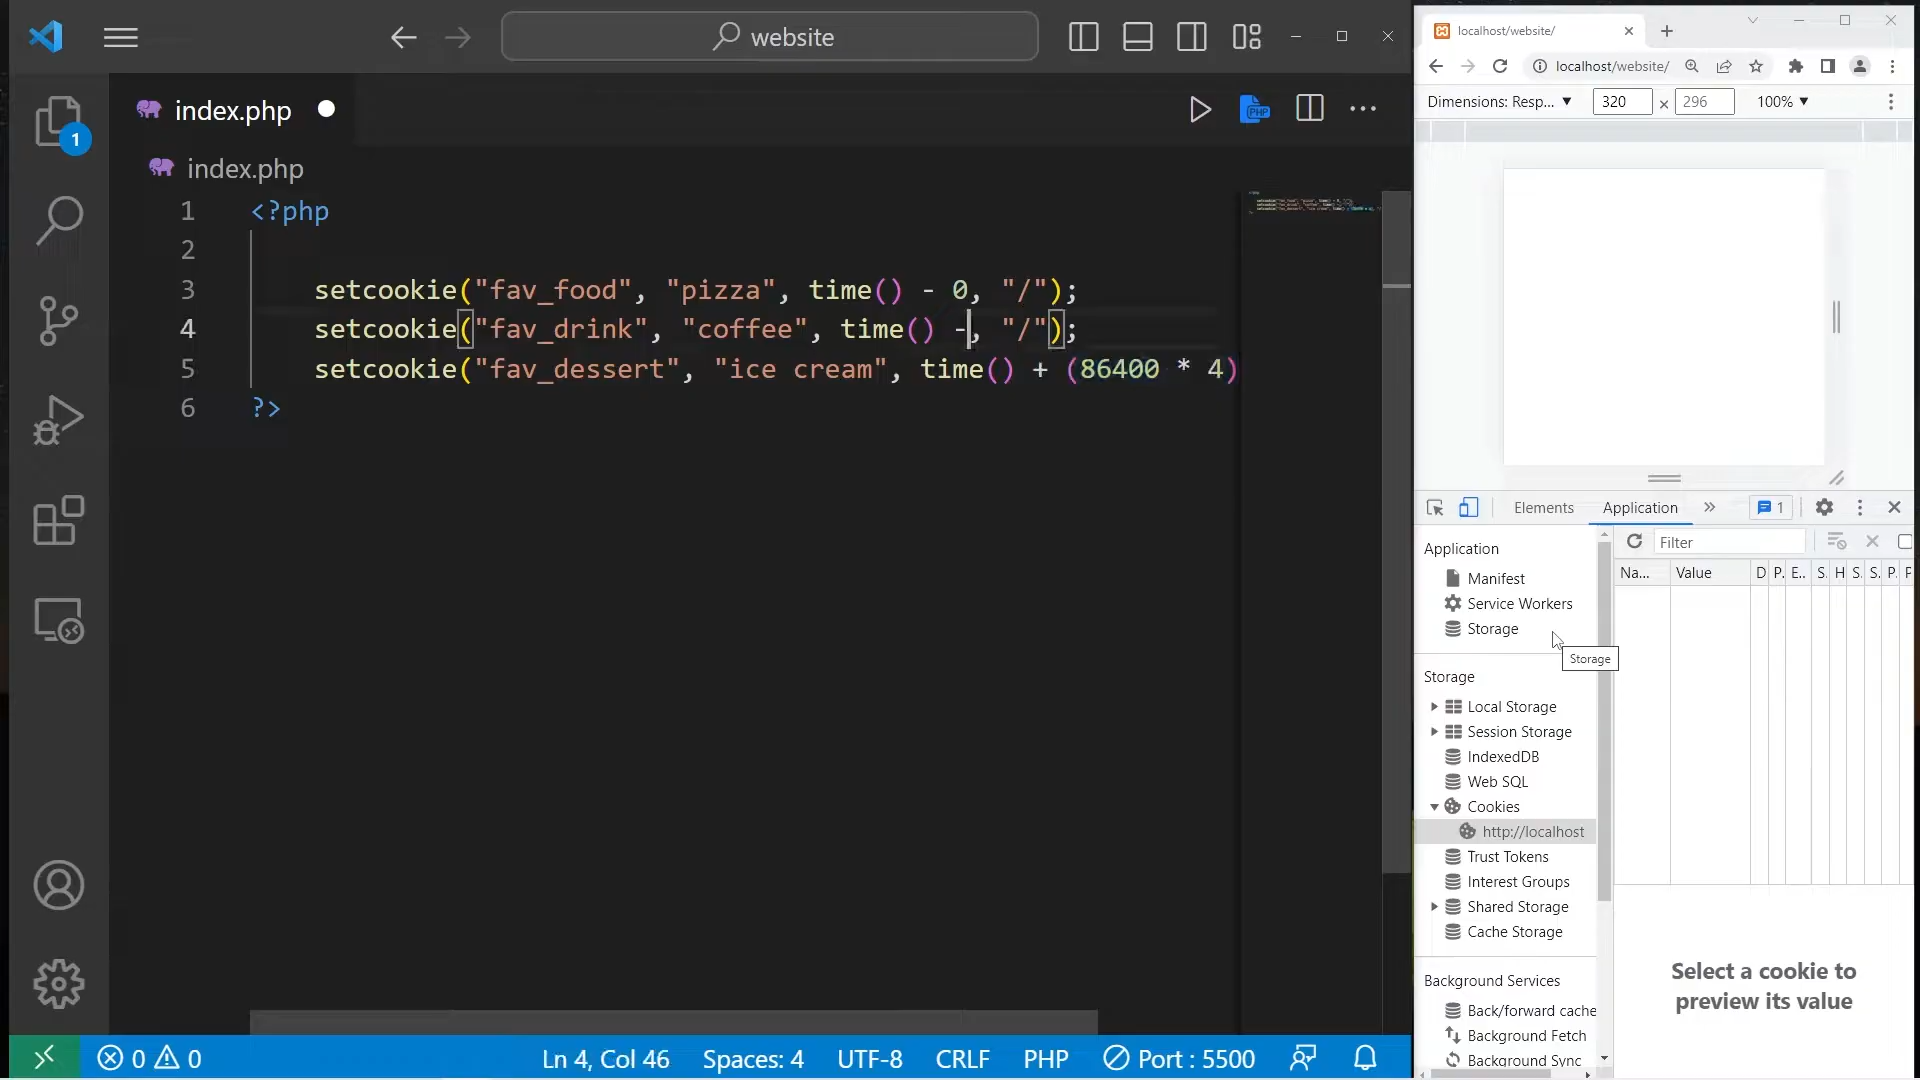 website
index.php
index.php
1 <?php
2
3 setcookie("fav_food", "pizza", time() - 0, "/");
4 setcookie("fav_drink", "coffee", time() -, "/");
5 setcookie("fav_dessert", "ice cream", time() + (86400 * 4)
6 ?>
1
0 0
Ln 4, Col 46
Spaces: 4
UTF-8
CRLF
PHP
Port : 5500
localhost/website/
localhost/website/
Dimensions: Resp... 320 × 296 100%
Elements
Application
1
Application
Manifest
Service Workers
Storage
Storage
Storage
Local Storage
Session Storage
IndexedDB
Web SQL
Cookies
http://localhost
Trust Tokens
Interest Groups
Shared Storage
Cache Storage
Background Services
Back/forward cache
Background Fetch
Background Sync
Filter
Na... Value D P. E.. S. H S. S. P. P
Select a cookie to
preview its value